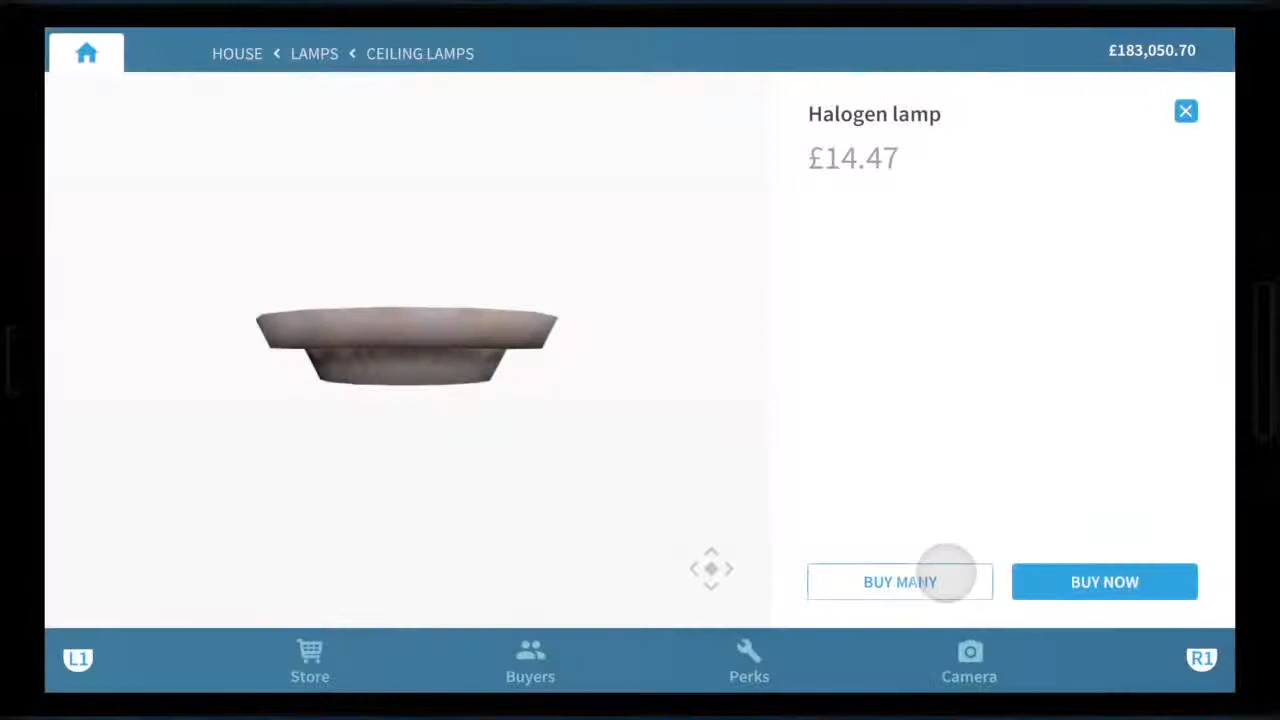 HOUSE < LAMPS < CEILING LAMPS
£183,050.70
Halogen lamp
£14.47
BUY MANY
BUY NOW
L1
Store
Buyers
Perks
Camera
R1